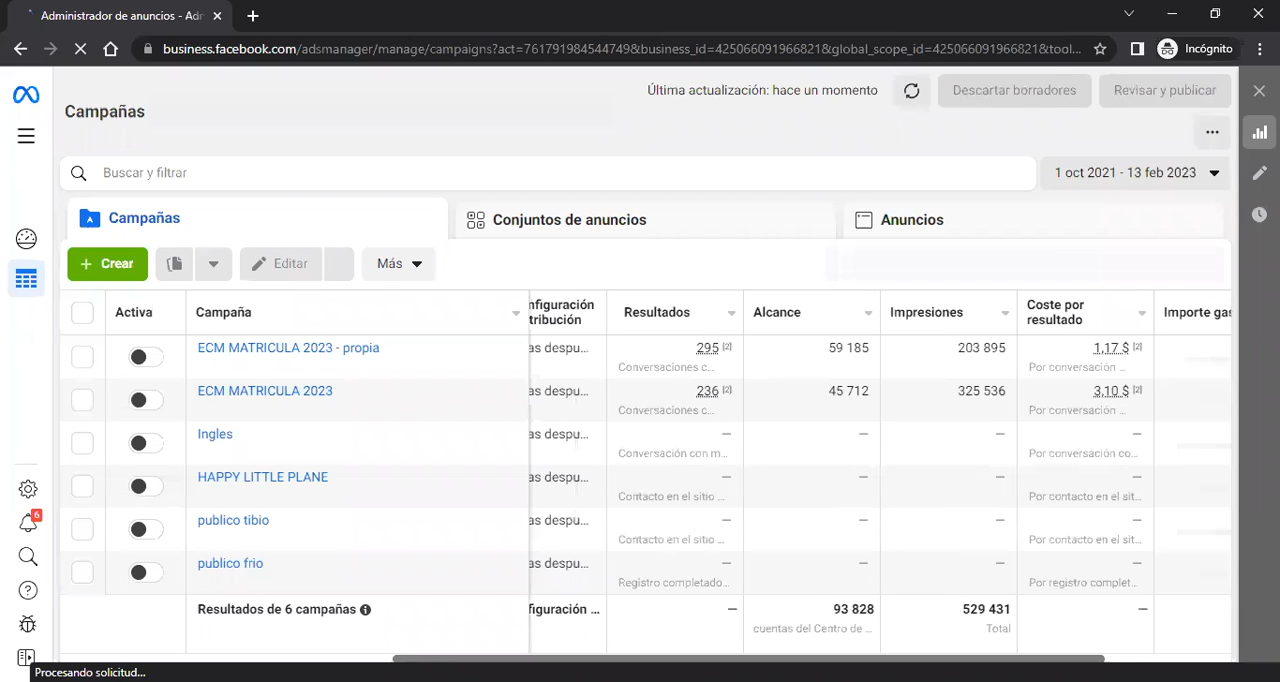 Administrador de anuncios - Adr
business.facebook.com/adsmanager/manage/campaigns?act=761791984544749&business_id=425066091966821&global_scope_id=425066091966821&tool...
Incógnito
Campañas
Última actualización: hace un momento
Descartar borradores
Revisar y publicar
Buscar y filtrar
1 oct 2021 - 13 feb 2023
Campañas
Conjuntos de anuncios
Anuncios
+ Crear
Editar
Más
Activa
Campaña
nfiguración
tribución
Resultados
Alcance
Impresiones
Coste por
resultado
Importe gas
ECM MATRICULA 2023 - propia
as despu...
295 [2]
Conversaciones c...
59 185
203 895
1,17 $ [2]
Por conversación ...
ECM MATRICULA 2023
as despu...
236 [2]
Conversaciones c...
45 712
325 536
3,10 $ [2]
Por conversación ...
Ingles
as despu...
—
Conversación con m...
—
—
—
Por conversación co...
HAPPY LITTLE PLANE
as despu...
—
Contacto en el sitio ...
—
—
—
Por contacto en el sit...
publico tibio
as despu...
—
Contacto en el sitio ...
—
—
—
Por contacto en el sit...
publico frio
as despu...
—
Registro completado...
—
—
—
Por registro complet...
Resultados de 6 campañas
figuración ...
—
93 828
cuentas del Centro de ...
529 431
Total
—
6
Procesando solicitud...